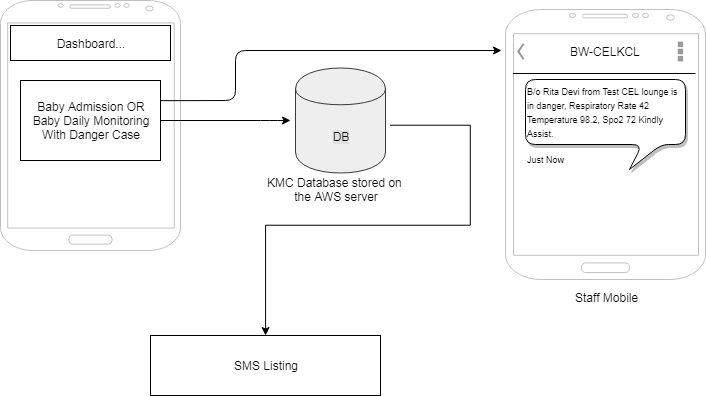 Dashboard...
Baby Admission OR
Baby Daily Monitoring
With Danger Case
DB
KMC Database stored on
the AWS server
BW-CELKCL
B/o Rita Devi from Test CEL lounge is
in danger, Respiratory Rate 42
Temperature 98.2, Spo2 72 Kindly
Assist.
Just Now
Staff Mobile
SMS Listing